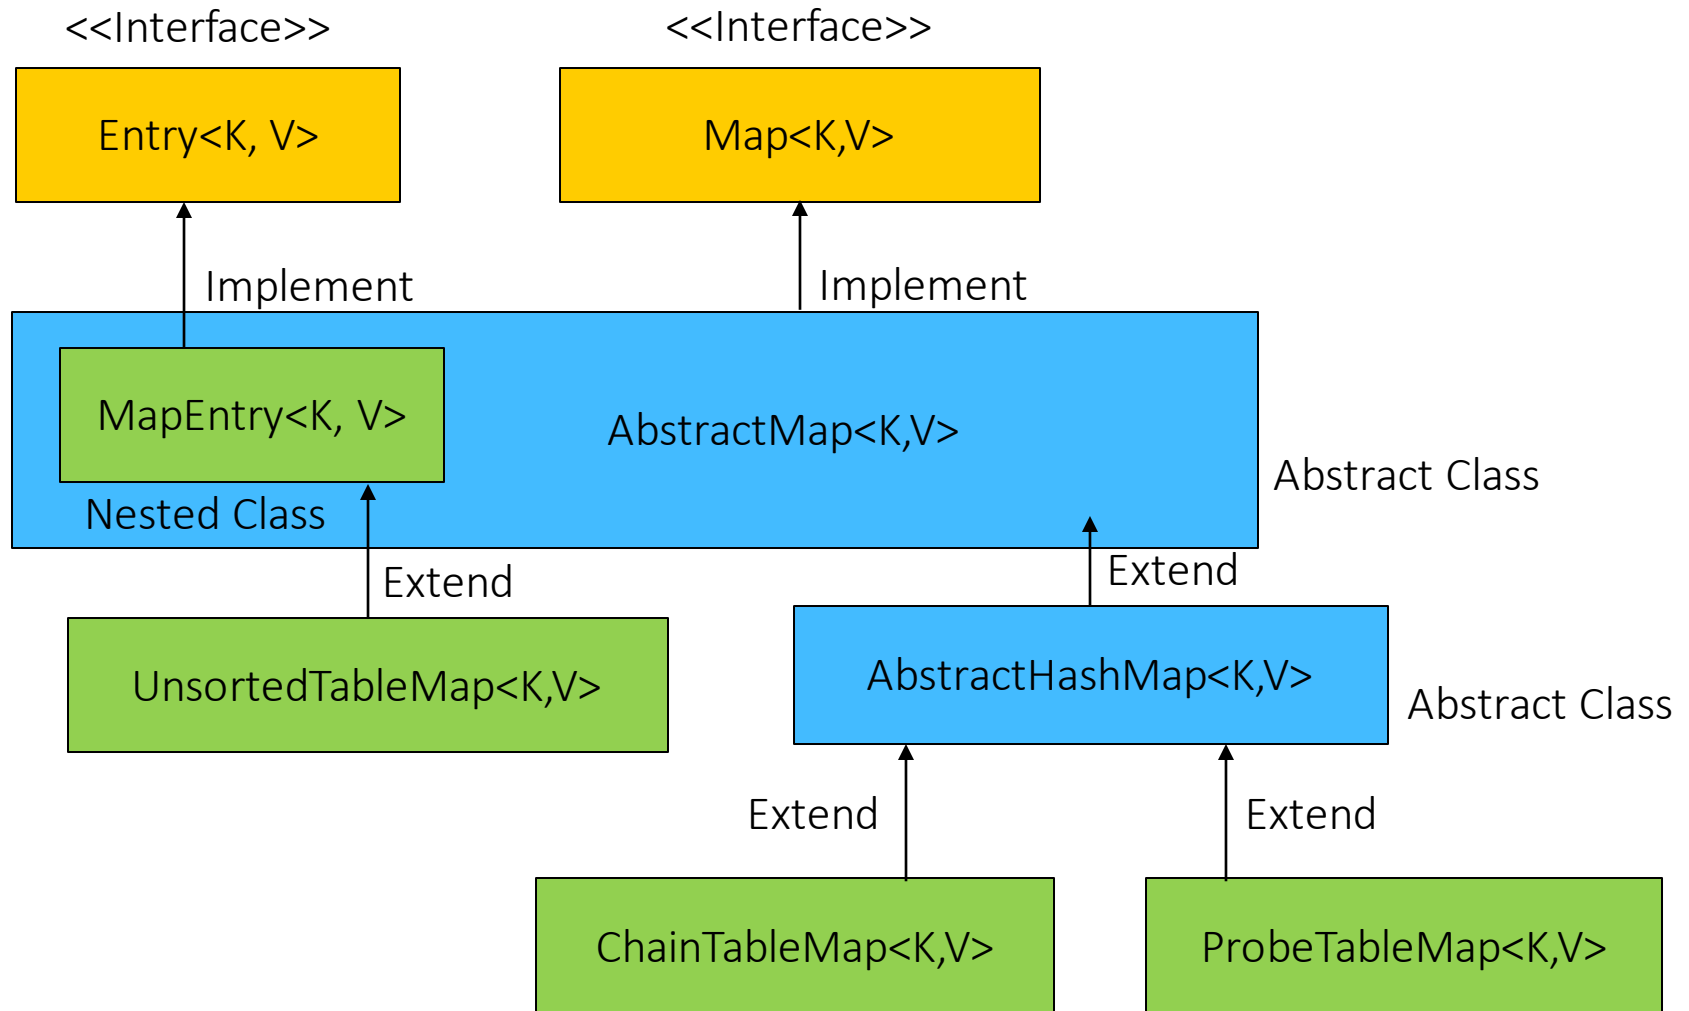 <<Interface>>
<<Interface>>
Entry<K, V>
Map<K,V>
Implement
Implement
MapEntry<K, V>
AbstractMap<K,V>
Abstract Class
Nested Class
Extend
Extend
UnsortedTableMap<K,V>
AbstractHashMap<K,V>
Abstract Class
Extend
Extend
ChainTableMap<K,V>
ProbeTableMap<K,V>